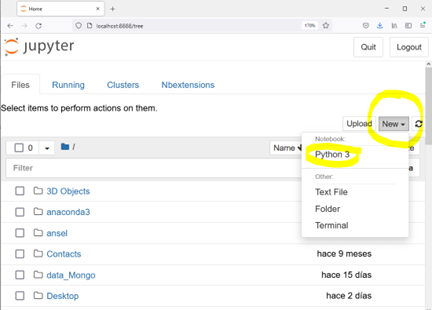 Home
localhost:8888/tree
170%
jupyter
Quit
Logout
Files
Running
Clusters
Nbextensions
Select items to perform actions on them.
Upload
New
0
/
Name
Notebook:
Python 3
Filter
Other:
3D Objects
Text File
anaconda3
Folder
ansel
Terminal
Contacts
hace 9 meses
data_Mongo
hace 15 días
Desktop
hace 2 días